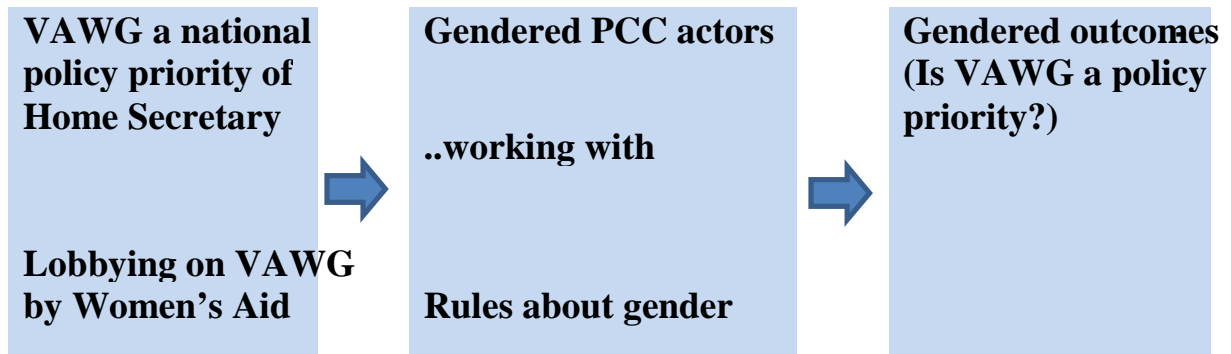 VAWG a national
policy priority of
Home Secretary
Lobbying on VAWG
by Women’s Aid
Gendered PCC actors
..working with
Rules about gender
Gendered outcomes
(Is VAWG a policy
priority?)